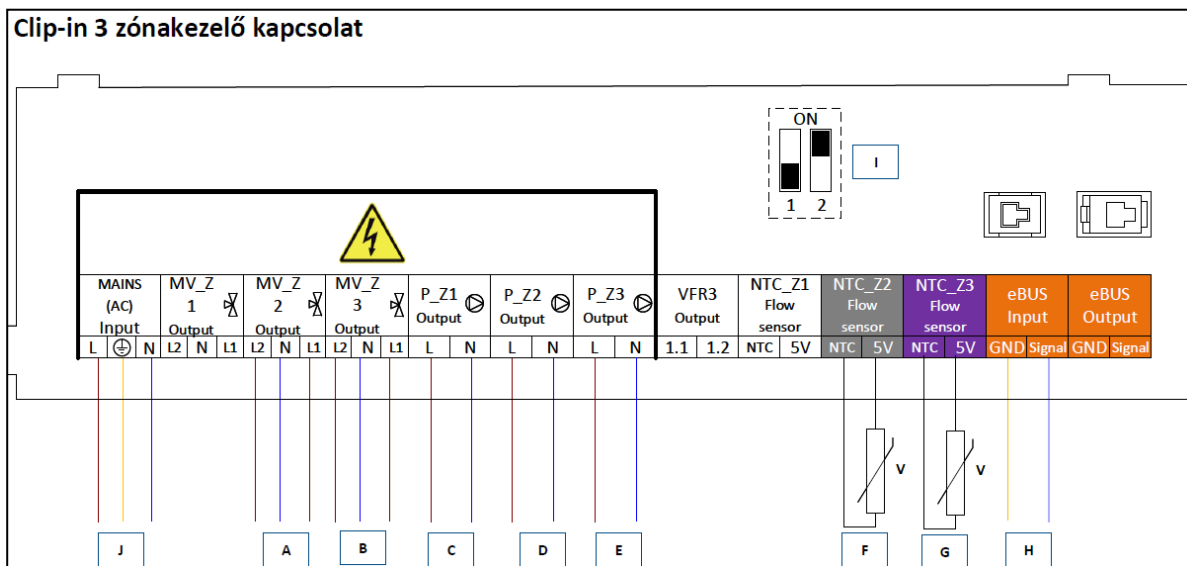 Clip-in 3 zónakezelő kapcsolat
ON
1 2
I
MAINS (AC) Input
L N
MV_Z 1 Output
L2 N L1
MV_Z 2 Output
L2 N L1
MV_Z 3 Output
L2 N L1
P_Z1 Output
L N
P_Z2 Output
L N
P_Z3 Output
L N
VFR3 Output
1.1 1.2
NTC_Z1 Flow sensor
NTC 5V
NTC_Z2 Flow sensor
NTC 5V
NTC_Z3 Flow sensor
NTC 5V
eBUS Input
GND Signal
eBUS Output
GND Signal
V
V
J
A
B
C
D
E
F
G
H